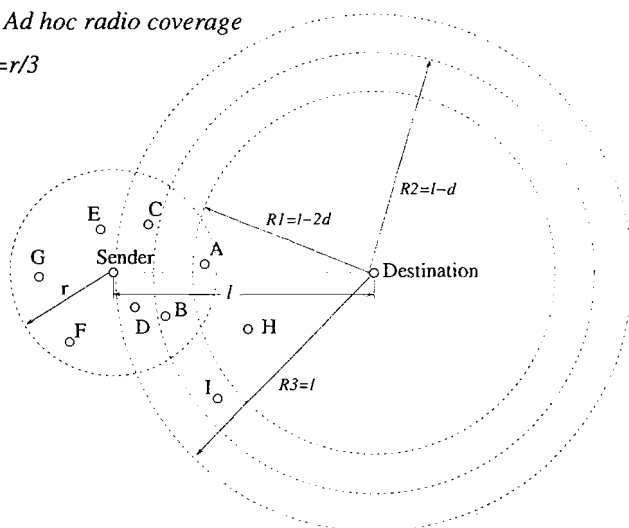 Ad hoc radio coverage
=r/3
R2=l-d
R1=l-2d
E
C
A
G
Sender
Destination
r
l
D
B
H
F
I
R3=l